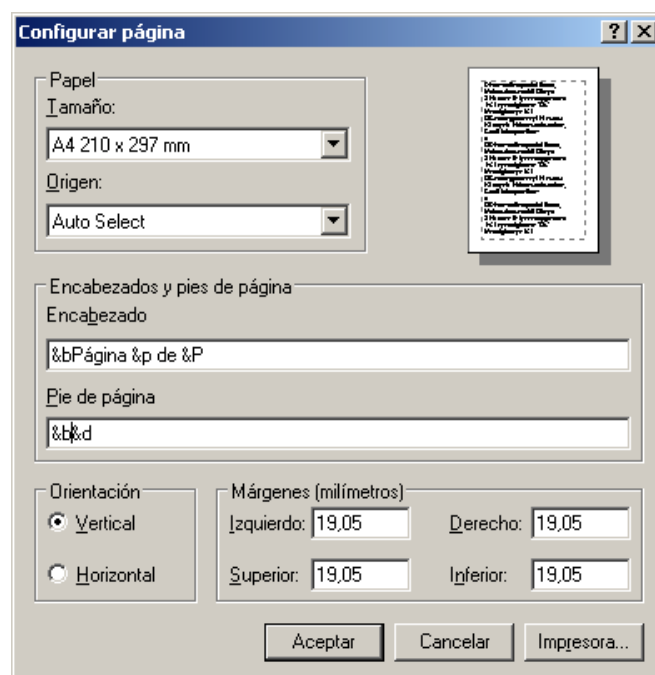 Configurar página
Papel
Tamaño:
A4 210 x 297 mm
Origen:
Auto Select
Encabezados y pies de página
Encabezado
&bPágina &p de &P
Pie de página
&b&d
Orientación
Vertical
Horizontal
Márgenes (milímetros)
Izquierdo: 19,05 Derecho: 19,05
Superior: 19,05 Inferior: 19,05
Aceptar Cancelar Impresora...